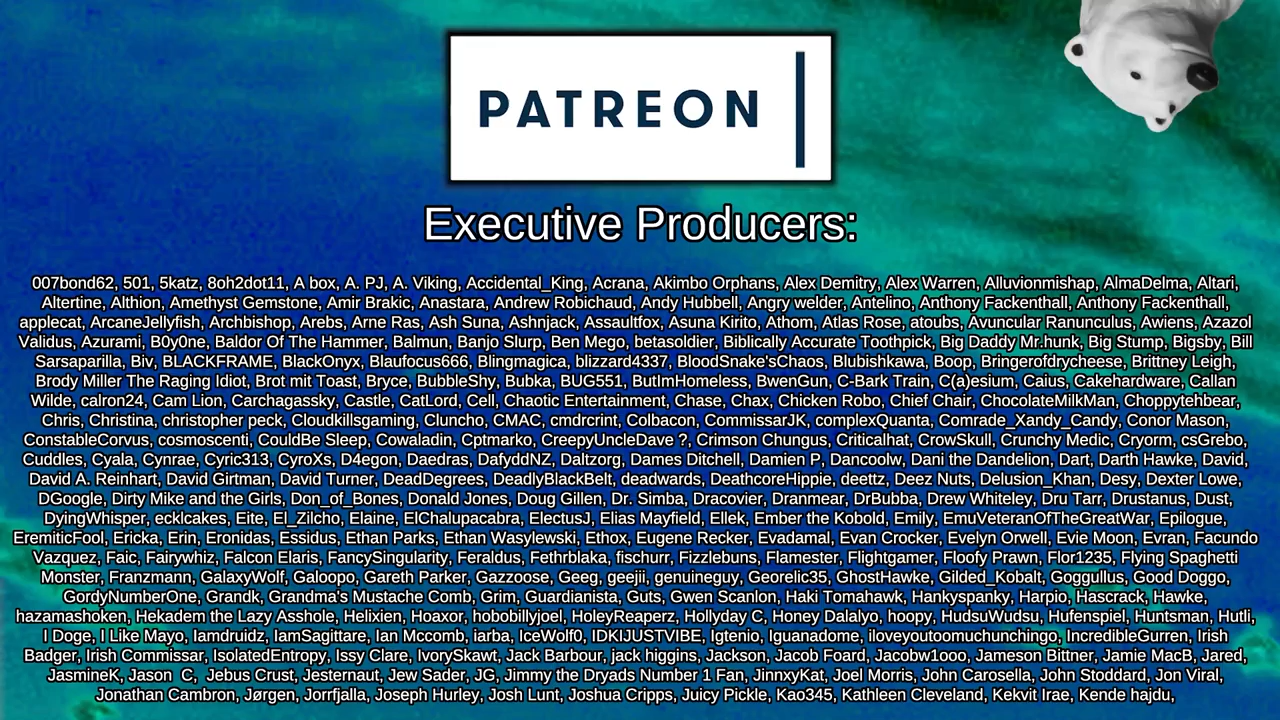 PATREON
Executive Producers:
007bond62, 501, 5katz, 8oh2dot11, A box, A. PJ, A. Viking, Accidental_King, Acrana, Akimbo Orphans, Alex Demitry, Alex Warren, Alluvionmishap, AlmaDelma, Altari,
Altertine, Althion, Amethyst Gemstone, Amir Brakic, Anastara, Andrew Robichaud, Andy Hubbell, Angry welder, Antelino, Anthony Fackenthall, Anthony Fackenthall,
applecat, ArcaneJellyfish, Archbishop, Arebs, Arne Ras, Ash Suna, Ashnjack, Assaultfox, Asuna Kirito, Athom, Atlas Rose, atoubs, Avuncular Ranunculus, Awiens, Azazol
Validus, Azurami, B0y0ne, Baldor Of The Hammer, Balmun, Banjo Slurp, Ben Mego, betasoldier, Biblically Accurate Toothpick, Big Daddy Mr.hunk, Big Stump, Bigsby, Bill
Sarsaparilla, Biv, BLACKFRAME, BlackOnyx, Blaufocus666, Blingmagica, blizzard4337, BloodSnake'sChaos, Blubishkawa, Boop, Bringerofdrycheese, Brittney Leigh,
Brody Miller The Raging Idiot, Brot mit Toast, Bryce, BubbleShy, Bubka, BUG551, ButImHomeless, BwenGun, C-Bark Train, C(a)esium, Caius, Cakehardware, Callan
Wilde, calron24, Cam Lion, Carchagassky, Castle, CatLord, Cell, Chaotic Entertainment, Chase, Chax, Chicken Robo, Chief Chair, ChocolateMilkMan, Choppytehbear,
Chris, Christina, christopher peck, Cloudkillsgaming, Cluncho, CMAC, cmdrcrint, Colbacon, CommissarJK, complexQuanta, Comrade_Xandy_Candy, Conor Mason,
ConstableCorvus, cosmoscenti, CouldBe Sleep, Cowaladin, Cptmarko, CreepyUncleDave ?, Crimson Chungus, Criticalhat, CrowSkull, Crunchy Medic, Cryorm, csGrebo,
Cuddles, Cyala, Cynrae, Cyric313, CyroXs, D4egon, Daedras, DafyddNZ, Daltzorg, Dames Ditchell, Damien P, Dancoolw, Dani the Dandelion, Dart, Darth Hawke, David,
David A. Reinhart, David Girtman, David Turner, DeadDegrees, DeadlyBlackBelt, deadwards, DeathcoreHippie, deettz, Deez Nuts, Delusion_Khan, Desy, Dexter Lowe,
DGoogle, Dirty Mike and the Girls, Don_of_Bones, Donald Jones, Doug Gillen, Dr. Simba, Dracovier, Dranmear, DrBubba, Drew Whiteley, Dru Tarr, Drustanus, Dust,
DyingWhisper, ecklcakes, Eite, El_Zilcho, Elaine, ElChalupacabra, ElectusJ, Elias Mayfield, Ellek, Ember the Kobold, Emily, EmuVeteranOfTheGreatWar, Epilogue,
EremiticFool, Ericka, Erin, Eronidas, Essidus, Ethan Parks, Ethan Wasylewski, Ethox, Eugene Recker, Evadamal, Evan Crocker, Evelyn Orwell, Evie Moon, Evran, Facundo
Vazquez, Faic, Fairywhiz, Falcon Elaris, FancySingularity, Feraldus, Fethrblaka, fischurr, Fizzlebuns, Flamester, Flightgamer, Floofy Prawn, Flor1235, Flying Spaghetti
Monster, Franzmann, GalaxyWolf, Galoopo, Gareth Parker, Gazzoose, Geeg, geejii, genuineguy, Georelic35, GhostHawke, Gilded_Kobalt, Goggullus, Good Doggo,
GordyNumberOne, Grandk, Grandma's Mustache Comb, Grim, Guardianista, Guts, Gwen Scanlon, Haki Tomahawk, Hankyspanky, Harpio, Hascrack, Hawke,
hazamashoken, Hekadem the Lazy Asshole, Helixien, Hoaxor, hobobillyjoel, HoleyReaperz, Hollyday C, Honey Dalalyo, hoopy, HudsuWudsu, Hufenspiel, Huntsman, Hutli,
I Doge, I Like Mayo, Iamdruidz, IamSagittare, Ian Mccomb, iarba, IceWolf0, IDKIJUSTVIBE, Igtenio, Iguanadome, iloveyoutoomuchunchingo, IncredibleGurren, Irish
Badger, Irish Commissar, IsolatedEntropy, Issy Clare, IvorySkawt, Jack Barbour, jack higgins, Jackson, Jacob Foard, Jacobw1ooo, Jameson Bittner, Jamie MacB, Jared,
JasmineK, Jason C, Jebus Crust, Jesternaut, Jew Sader, JG, Jimmy the Dryads Number 1 Fan, JinnxyKat, Joel Morris, John Carosella, John Stoddard, Jon Viral,
Jonathan Cambron, Jørgen, Jorrfjalla, Joseph Hurley, Josh Lunt, Joshua Cripps, Juicy Pickle, Kao345, Kathleen Cleveland, Kekvit Irae, Kende hajdu,